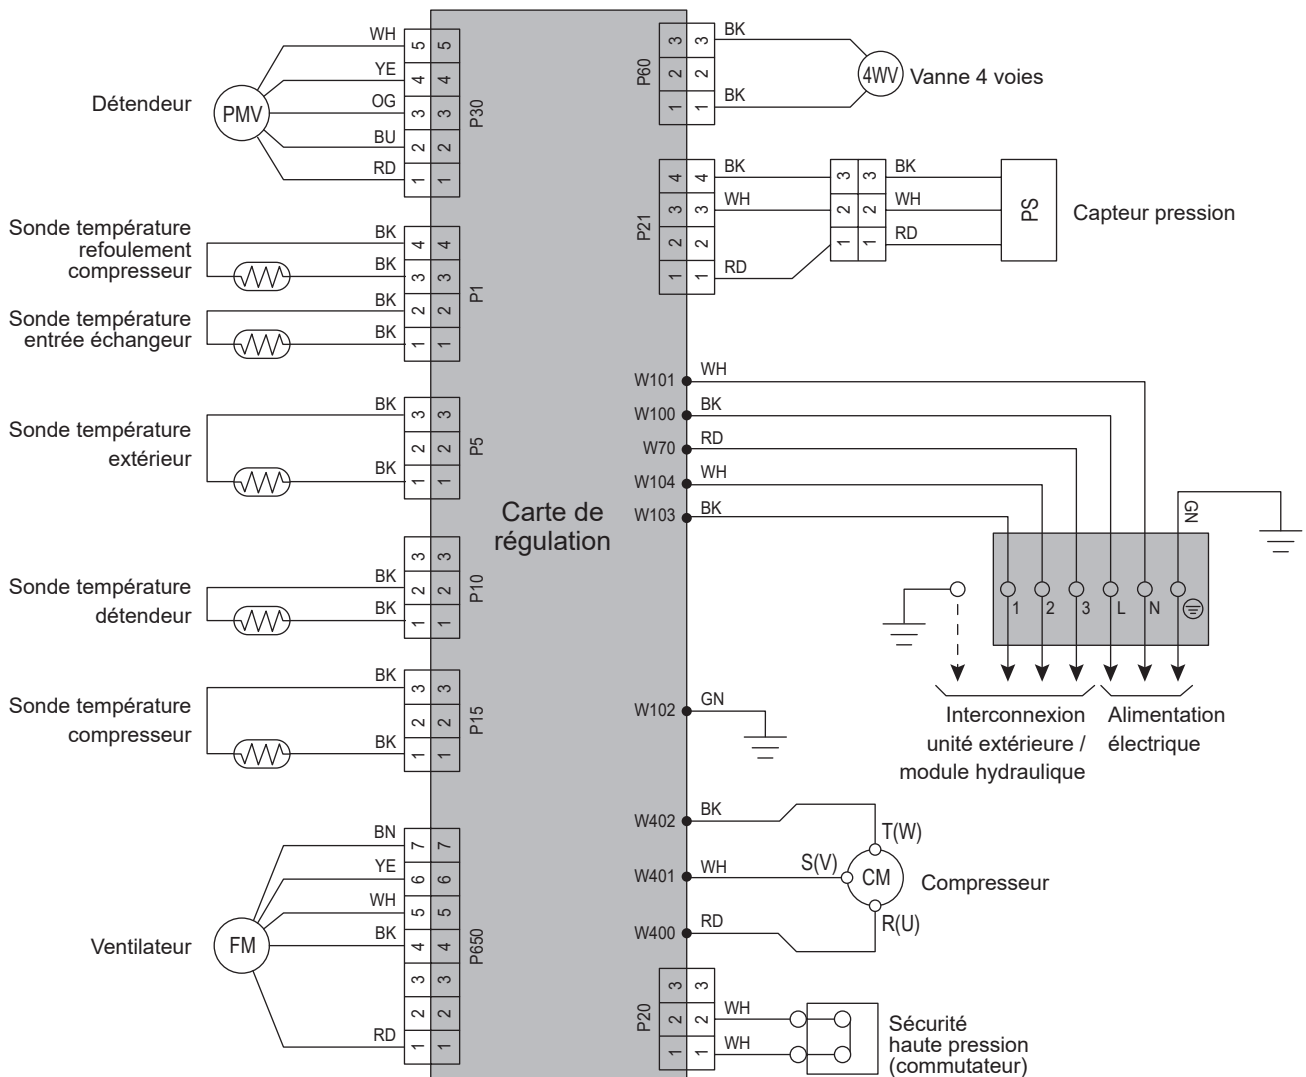 WH
5 5
YE
4 4
Détendeur
PMV
OG
3 3
P30
BU
2 2
RD
1 1
Sonde température
refoulement
compresseur
BK
4 4
BK
3 3
P1
Sonde température
entrée échangeur
BK
2 2
BK
1 1
Sonde température
extérieur
BK
3 3
2 2
P5
BK
1 1
Sonde température
détendeur
3 3
BK
2 2
P10
BK
1 1
Sonde température
compresseur
BK
3 3
2 2
P15
BK
1 1
Ventilateur
FM
BN
7 7
YE
6 6
WH
5 5
BK
4 4
P650
3 3
2 2
RD
1 1
Carte de
régulation
P60
3 3
BK
2 2
1 1
BK
4WV
Vanne 4 voies
P21
4 4
BK
3 3
BK
3 3
WH
2 2
WH
2 2
1 1
RD
1 1
RD
PS
Capteur pression
W101
WH
W100
BK
W70
RD
W104
WH
W103
BK
GN
1
2
3
L
N
Interconnexion
unité extérieure /
module hydraulique
Alimentation
électrique
W102
GN
W402
BK
T(W)
W401
WH
S(V)
CM
Compresseur
W400
RD
R(U)
P20
3 3
2 2
WH
1 1
WH
Sécurité
haute pression
(commutateur)